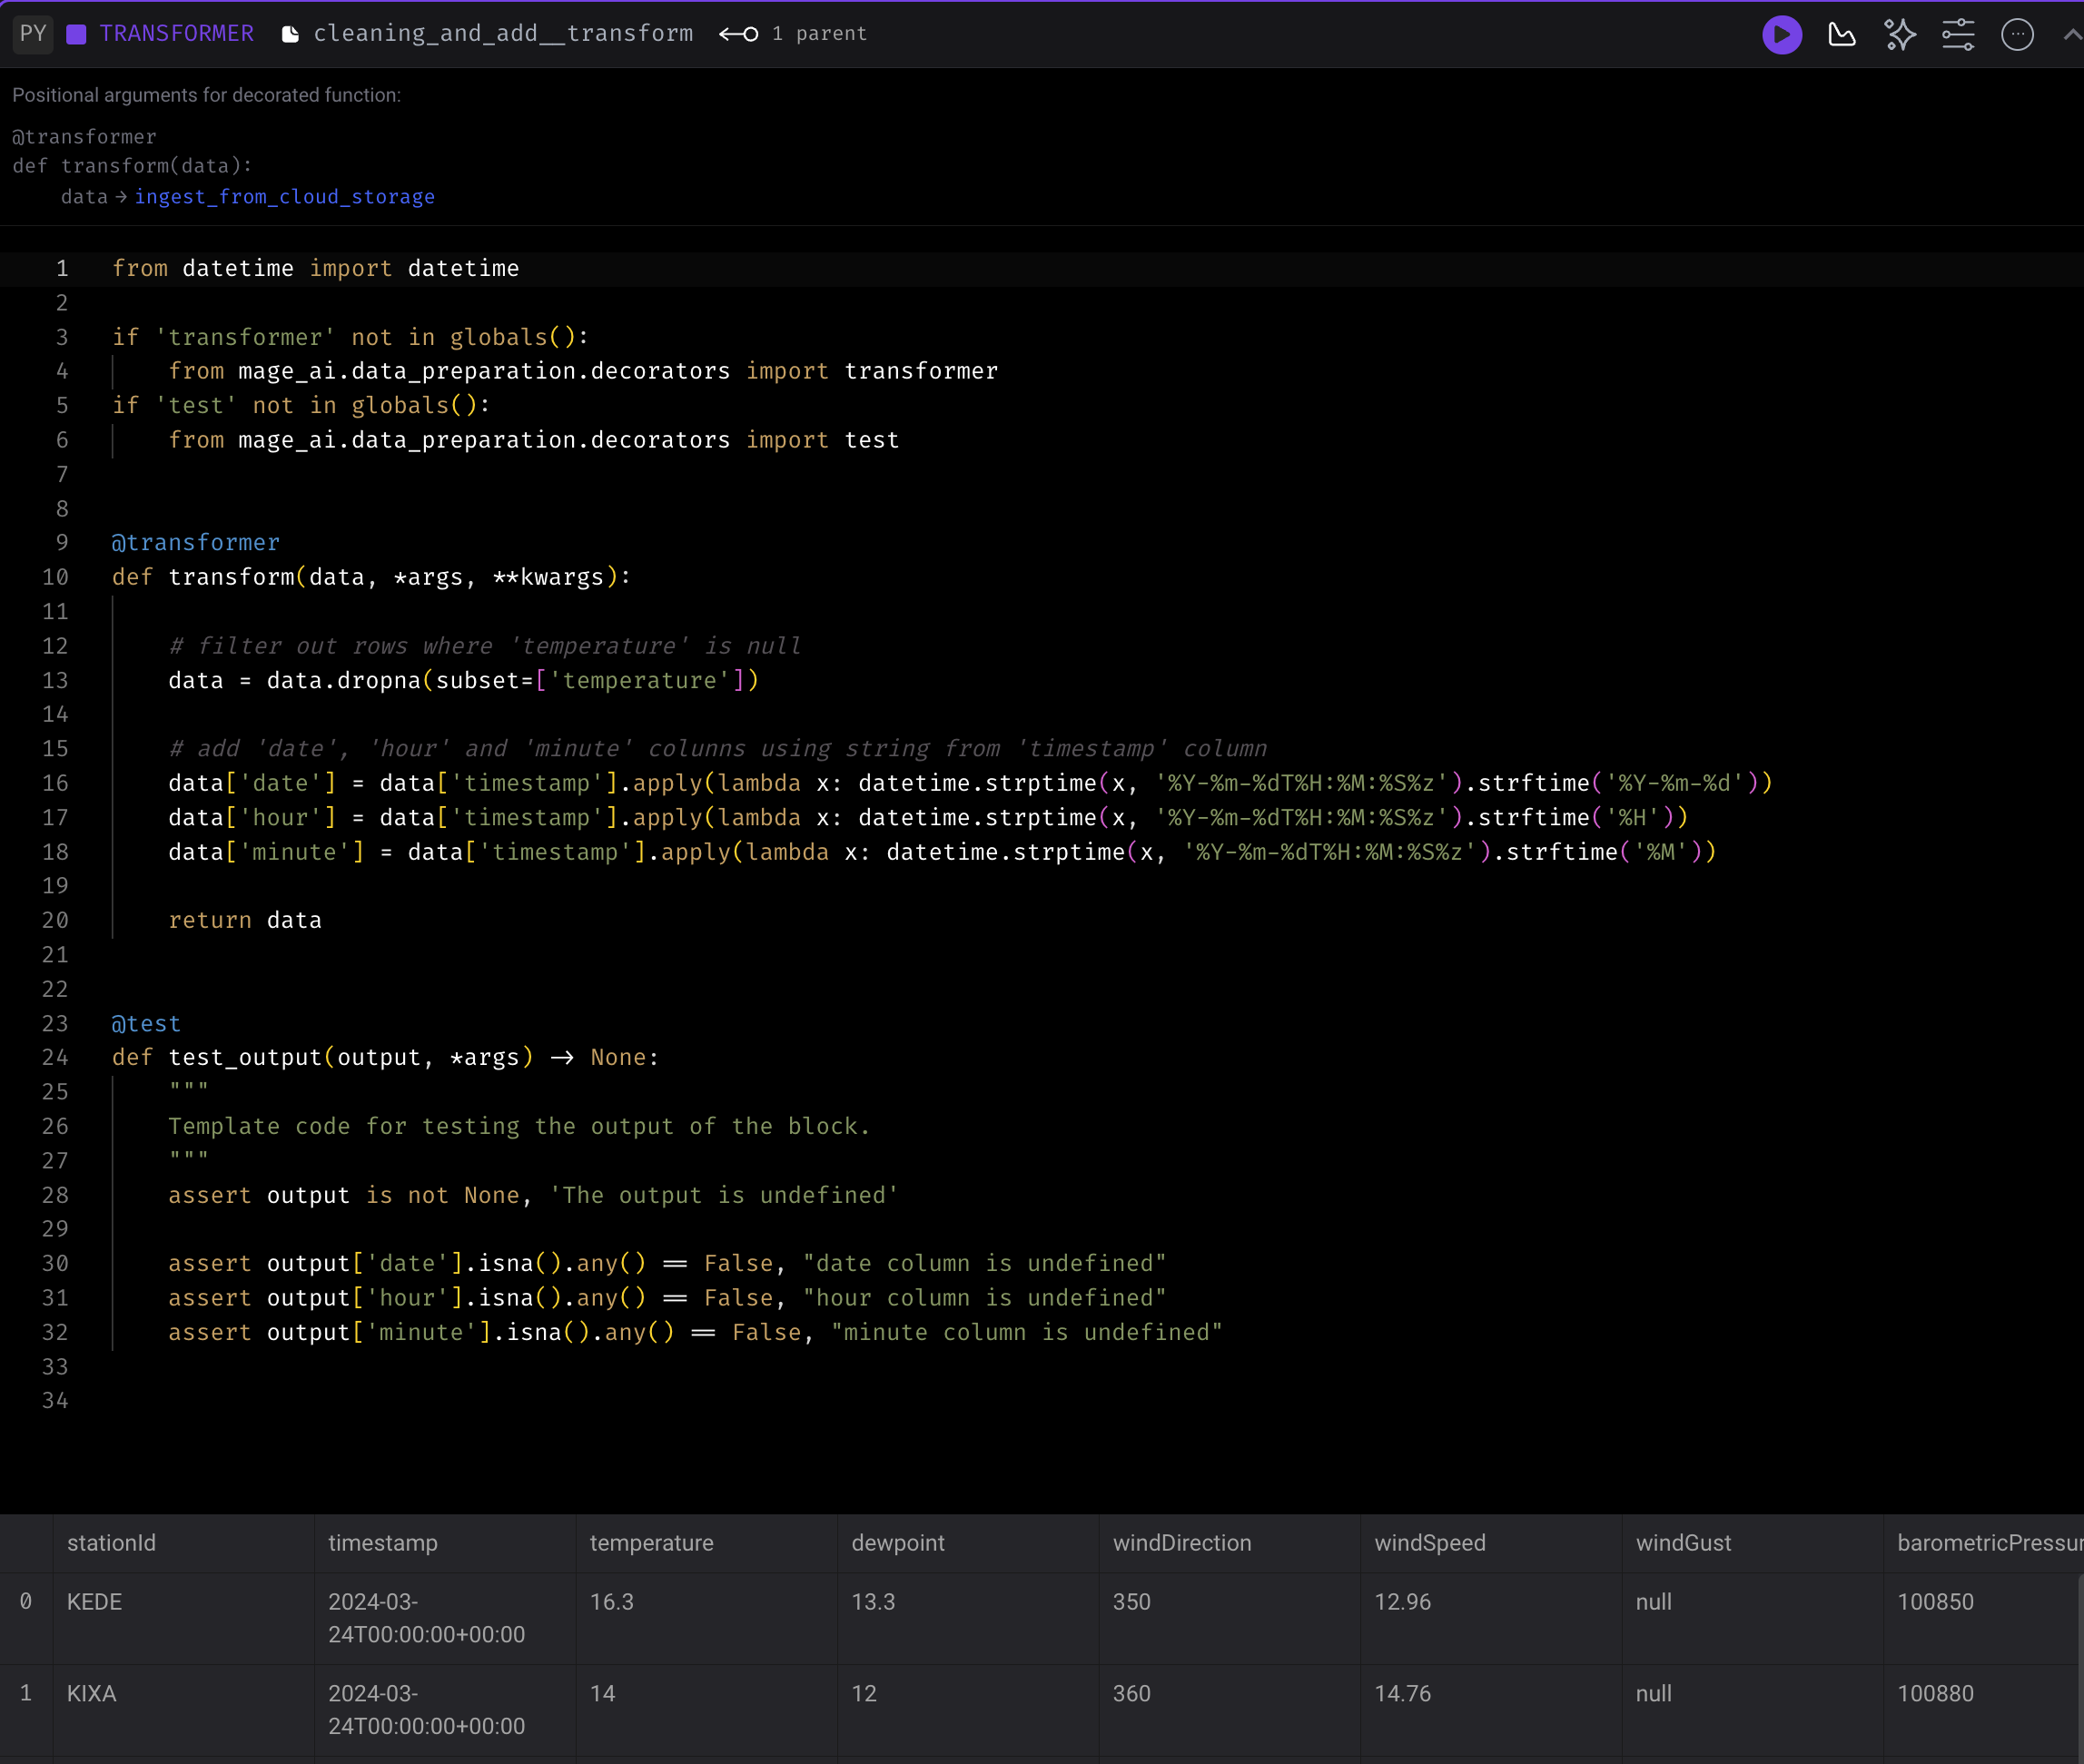 PY TRANSFORMER cleaning_and_add__transform 1 parent
Positional arguments for decorated function:
@transformer
def transform(data):
    data → ingest_from_cloud_storage
1 from datetime import datetime
2
3 if 'transformer' not in globals():
4     from mage_ai.data_preparation.decorators import transformer
5 if 'test' not in globals():
6     from mage_ai.data_preparation.decorators import test
7
8
9 @transformer
10 def transform(data, *args, **kwargs):
11
12     # filter out rows where 'temperature' is null
13     data = data.dropna(subset=['temperature'])
14
15     # add 'date', 'hour' and 'minute' colunns using string from 'timestamp' column
16     data['date'] = data['timestamp'].apply(lambda x: datetime.strptime(x, '%Y-%m-%dT%H:%M:%S%z').strftime('%Y-%m-%d'))
17     data['hour'] = data['timestamp'].apply(lambda x: datetime.strptime(x, '%Y-%m-%dT%H:%M:%S%z').strftime('%H'))
18     data['minute'] = data['timestamp'].apply(lambda x: datetime.strptime(x, '%Y-%m-%dT%H:%M:%S%z').strftime('%M'))
19
20     return data
21
22
23 @test
24 def test_output(output, *args) -> None:
25     """
26     Template code for testing the output of the block.
27     """
28     assert output is not None, 'The output is undefined'
29
30     assert output['date'].isna().any() == False, "date column is undefined"
31     assert output['hour'].isna().any() == False, "hour column is undefined"
32     assert output['minute'].isna().any() == False, "minute column is undefined"
33
34
stationId timestamp temperature dewpoint windDirection windSpeed windGust barometricPressur
0 KEDE 2024-03- 16.3 13.3 350 12.96 null 100850
24T00:00:00+00:00
1 KIXA 2024-03- 14 12 360 14.76 null 100880
24T00:00:00+00:00